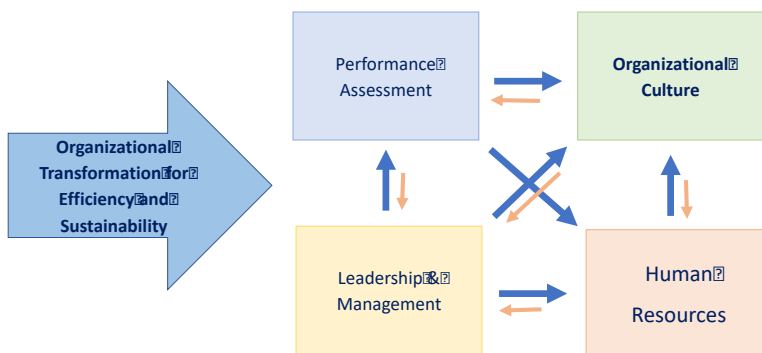 Performance⍰
Assessment
Organizational⍰
Culture
Organizational⍰
Transformation⍰for⍰
Efficiency⍰and⍰
Sustainability
Leadership⍰&⍰
Management
Human⍰
Resources